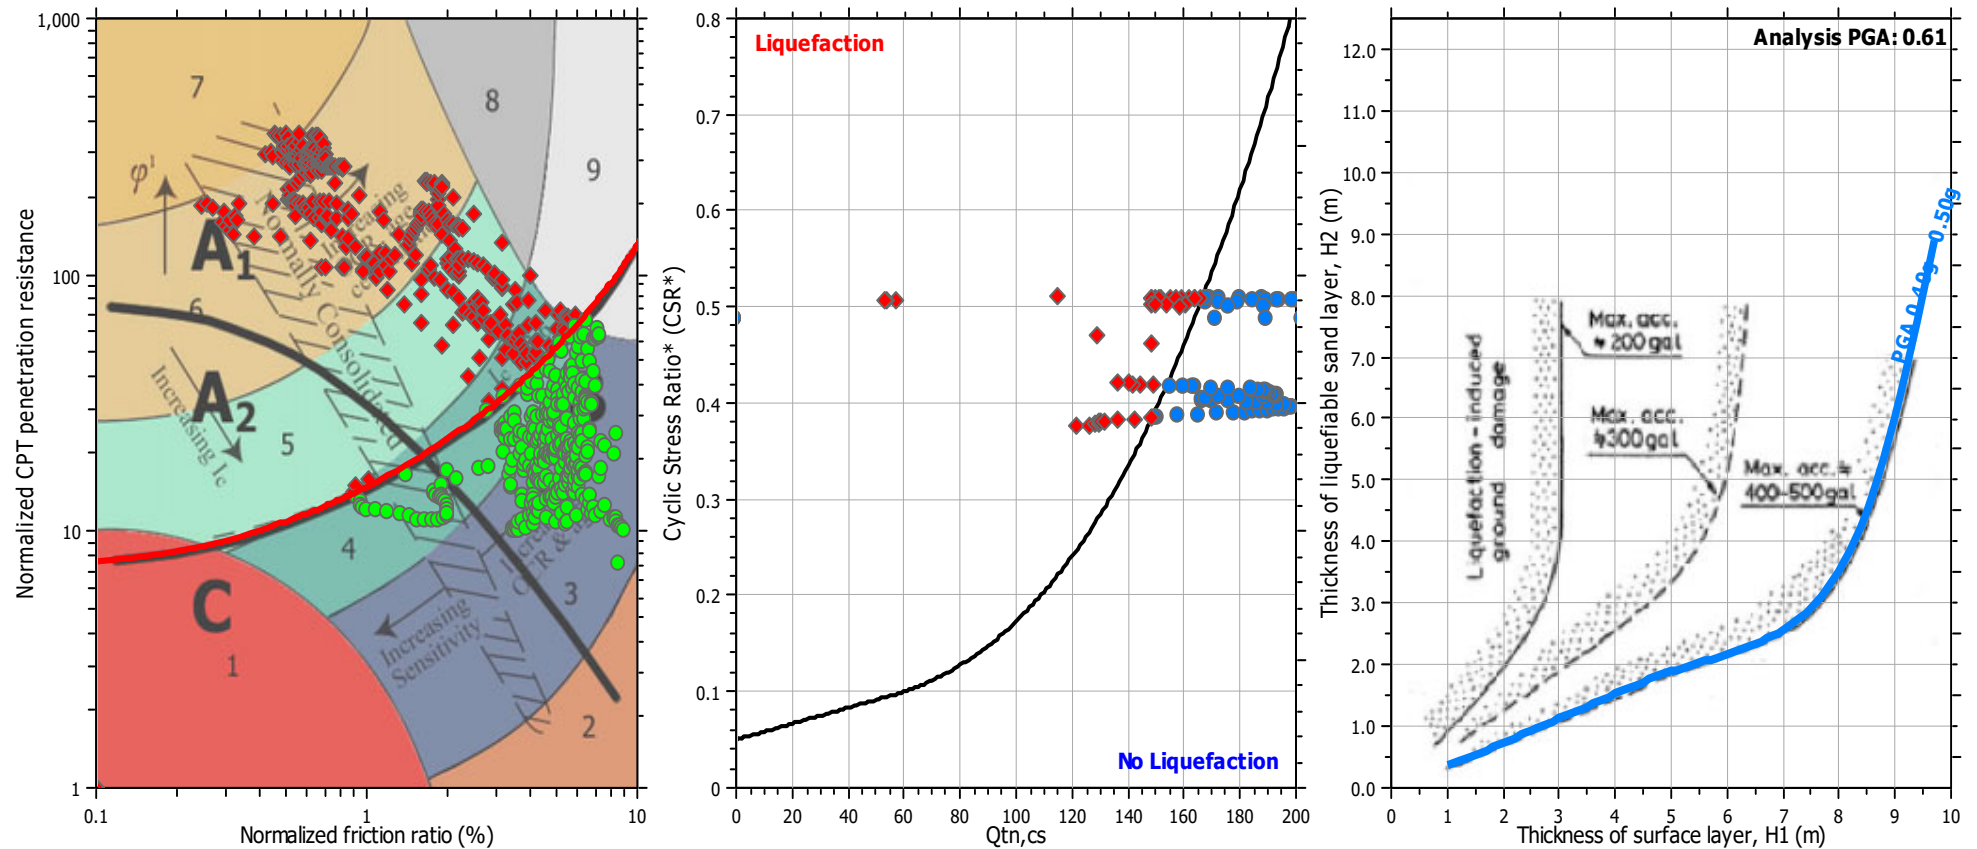 1,000
100
10
1
0.1
1
10
Normalized CPT penetration resistance
Normalized friction ratio (%)
7
8
9
φ'
A1
6
A2
5
4
C
1
3
2
Increasing Ic
Normally Consolidated
Increasing
Increasing
Sensitivity
Liquefaction
No Liquefaction
0.8
0.7
0.6
0.5
0.4
0.3
0.2
0.1
0
0
20
40
60
80
100
120
140
160
180
200
Cyclic Stress Ratio* (CSR*)
Qtn,cs
Analysis PGA: 0.61
12.0
11.0
10.0
9.0
8.0
7.0
6.0
5.0
4.0
3.0
2.0
1.0
0.0
0
1
2
3
4
5
6
7
8
9
10
Thickness of liquefiable sand layer, H2 (m)
Thickness of surface layer, H1 (m)
Liquefaction - induced
ground damage
Max. acc.
≒ 200gal
Max. acc.
≒300gal
Max. acc.≒
400-500gal
PGA 0.40g
0.50g